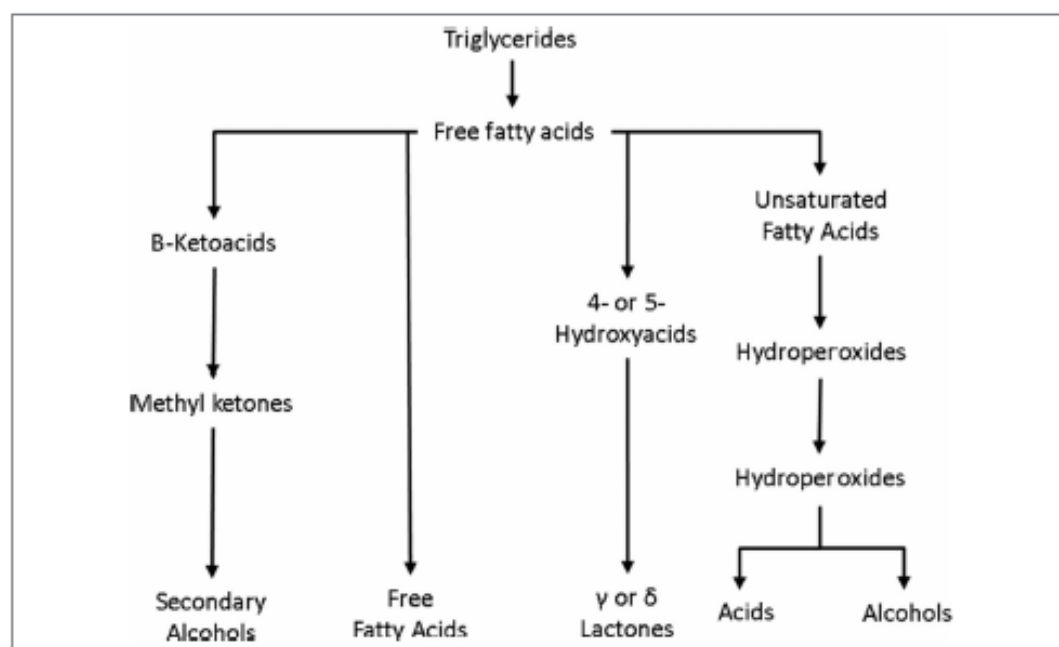 Triglycerides
Free fatty acids
Unsaturated
Fatty Acids
B-Ketoacids
4- or 5-
Hydroxyacids
Hydroperoxides
Methyl ketones
Hydroperoxides
Secondary
Alcohols
Free
Fatty Acids
γ or δ
Lactones
Acids
Alcohols